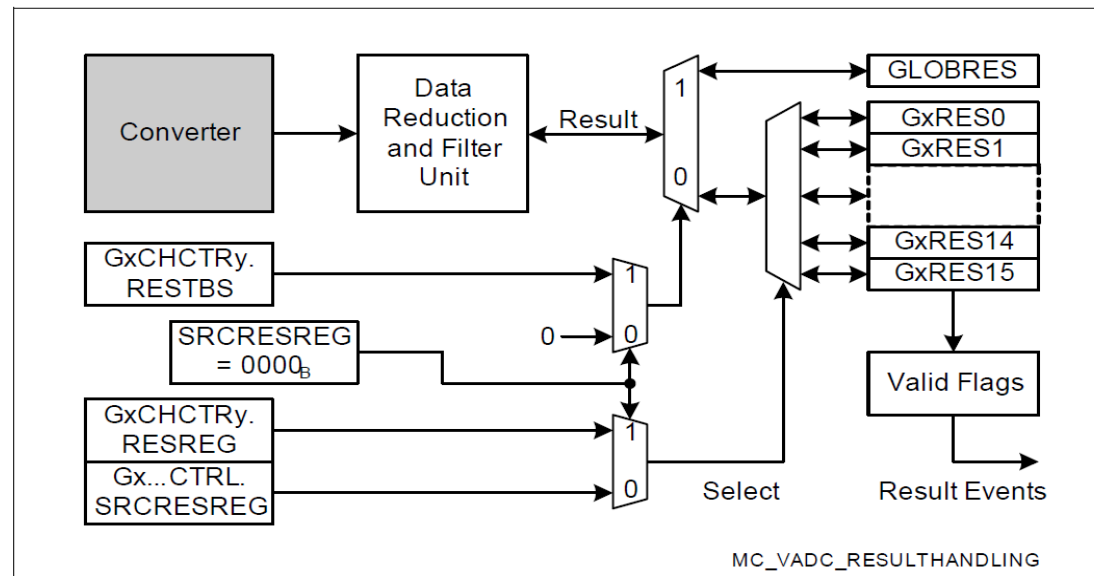 Converter
Data
Reduction
and Filter
Unit
Result
1
0
GLOBRES
GxRES0
GxRES1
GxRES14
GxRES15
GxCHCTRy.
RESTBS
1
0
0
SRCRESREG
= 0000B
GxCHCTRy.
RESREG
Gx...CTRL.
SRCRESREG
1
0
Select
Valid Flags
Result Events
MC_VADC_RESULTHANDLING